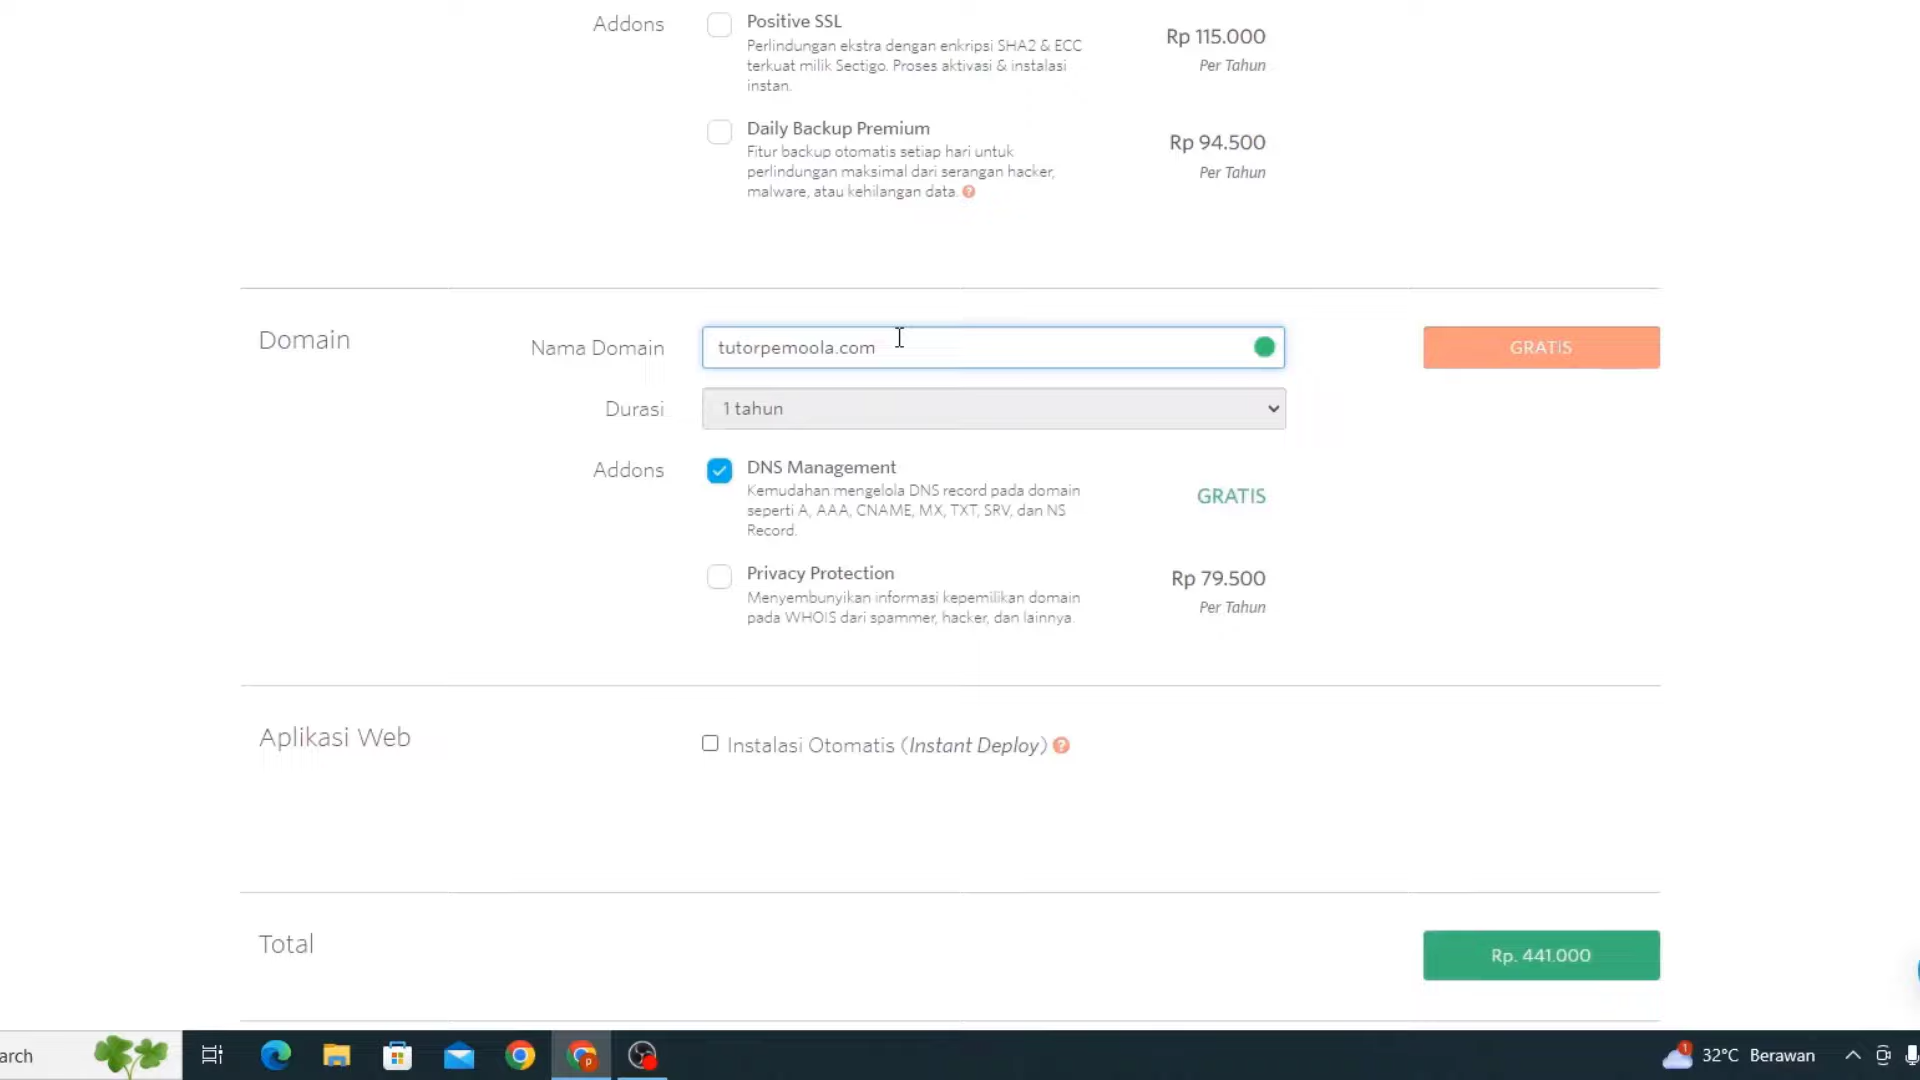 Addons
Positive SSL
Rp 115.000
Perlindungan ekstra dengan enkripsi SHA2 & ECC
terkuat milik Sectigo. Proses aktivasi & instalasi
instan.
Per Tahun
Daily Backup Premium
Rp 94.500
Fitur backup otomatis setiap hari untuk
perlindungan maksimal dari serangan hacker,
malware, atau kehilangan data. ?
Per Tahun
Domain
Nama Domain
tutorpemoola.com
GRATIS
Durasi
1 tahun
Addons
DNS Management
Kemudahan mengelola DNS record pada domain
seperti A, AAA, CNAME, MX, TXT, SRV, dan NS
Record.
GRATIS
Privacy Protection
Rp 79.500
Menyembunyikan informasi kepemilikan domain
pada WHOIS dari spammer, hacker, dan lainnya.
Per Tahun
Aplikasi Web
Instalasi Otomatis (Instant Deploy) ?
Total
Rp. 441.000
arch
P
1
32°C Berawan